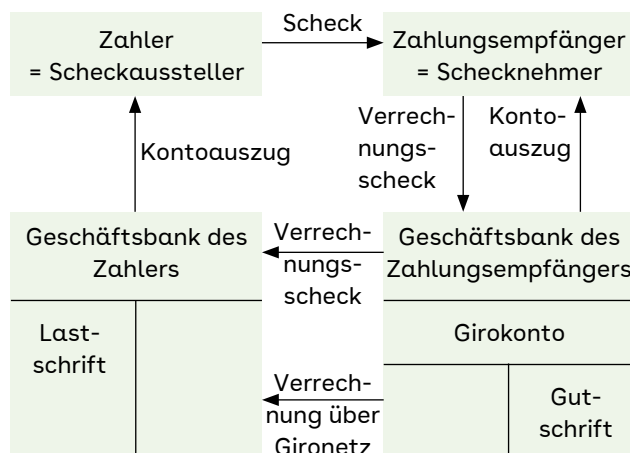 Zahler
= Scheckaussteller
Scheck
Zahlungsempfänger
= Schecknehmer
Kontoauszug
Verrech-
nungs-
scheck
Konto-
auszug
Geschäftsbank des
Zahlers
Verrech-
nungs-
scheck
Geschäftsbank des
Zahlungsempfängers
Last-
schrift
Girokonto
Verrech-
nung über
Gironetz
Gut-
schrift